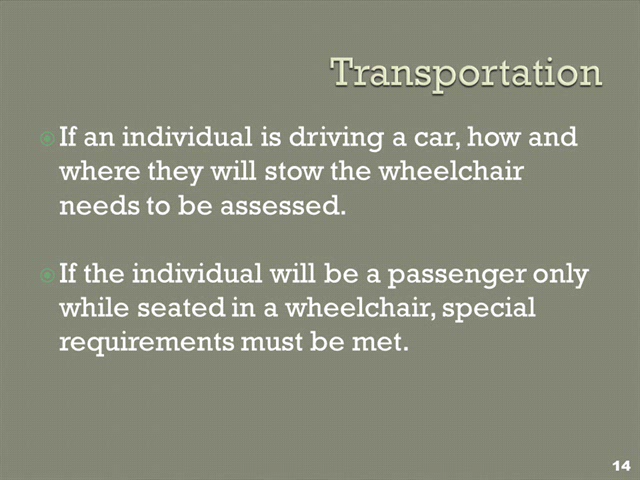 Transportation
If an individual is driving a car, how and
where they will stow the wheelchair
needs to be assessed.
If the individual will be a passenger only
while seated in a wheelchair, special
requirements must be met.
14